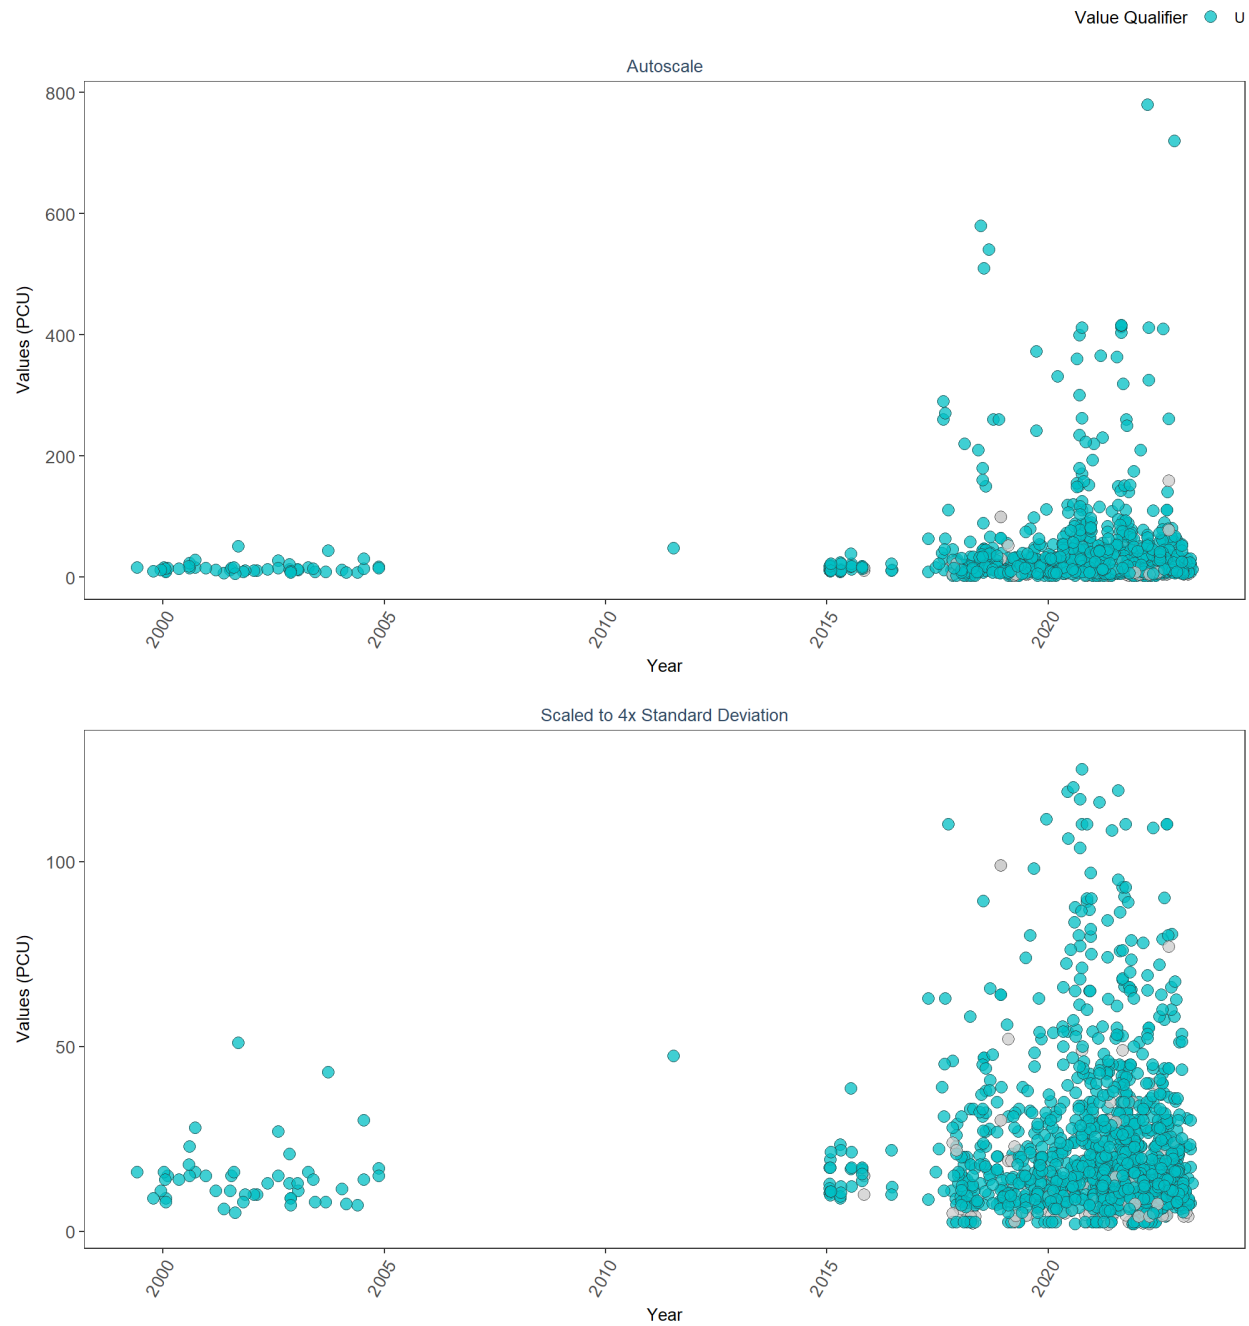 Value Qualifier U
Autoscale
Values (PCU)
800
600
400
200
0
2000 2005 2010 2015 2020
Year
Scaled to 4x Standard Deviation
Values (PCU)
100
50
0
2000 2005 2010 2015 2020
Year